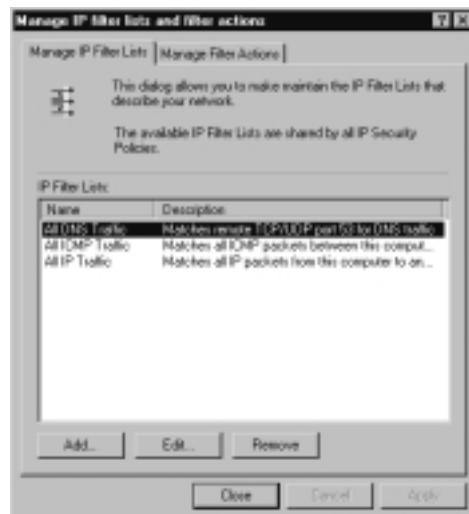 Manage IP filter lists and filter actions
Manage IP Filter Lists Manage Filter Actions
This dialog allows you to make maintain the IP Filter Lists that
describe your network.
The available IP Filter Lists are shared by all IP Security
Policies.
IP Filter Lists:
Name Description
All DNS Traffic Matches remote TCP/UDP port 53 for DNS traffic
All ICMP Traffic Matches all ICMP packets between this comput...
All IP Traffic Matches all IP packets from this computer to an...
Add... Edit... Remove
Close Cancel Apply